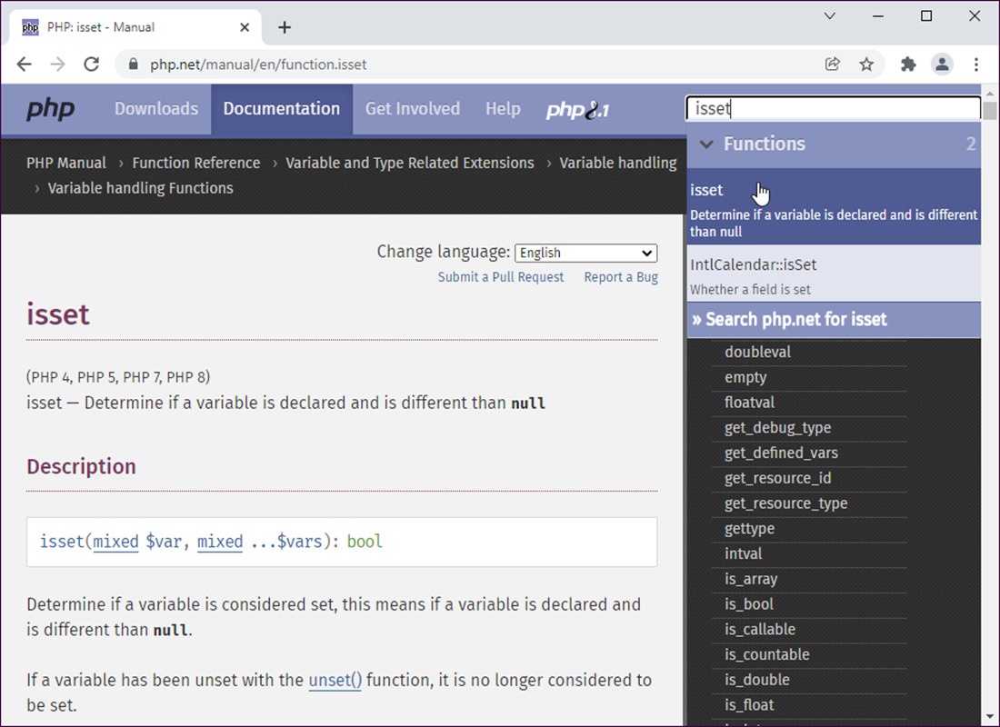 php PHP: isset - Manual
php.net/manual/en/function.isset
php Downloads Documentation Get Involved Help php8.1 isset
Functions 2
PHP Manual › Function Reference › Variable and Type Related Extensions › Variable handling
› Variable handling Functions
isset
Determine if a variable is declared and is different
than null
IntlCalendar::isSet
Whether a field is set
» Search php.net for isset
Change language: English
Submit a Pull Request Report a Bug
isset
(PHP 4, PHP 5, PHP 7, PHP 8)
isset — Determine if a variable is declared and is different than null
Description
isset(mixed $var, mixed ...$vars): bool
Determine if a variable is considered set, this means if a variable is declared and
is different than null.
If a variable has been unset with the unset() function, it is no longer considered to
be set.
doubleval
empty
floatval
get_debug_type
get_defined_vars
get_resource_id
get_resource_type
gettype
intval
is_array
is_bool
is_callable
is_countable
is_double
is_float